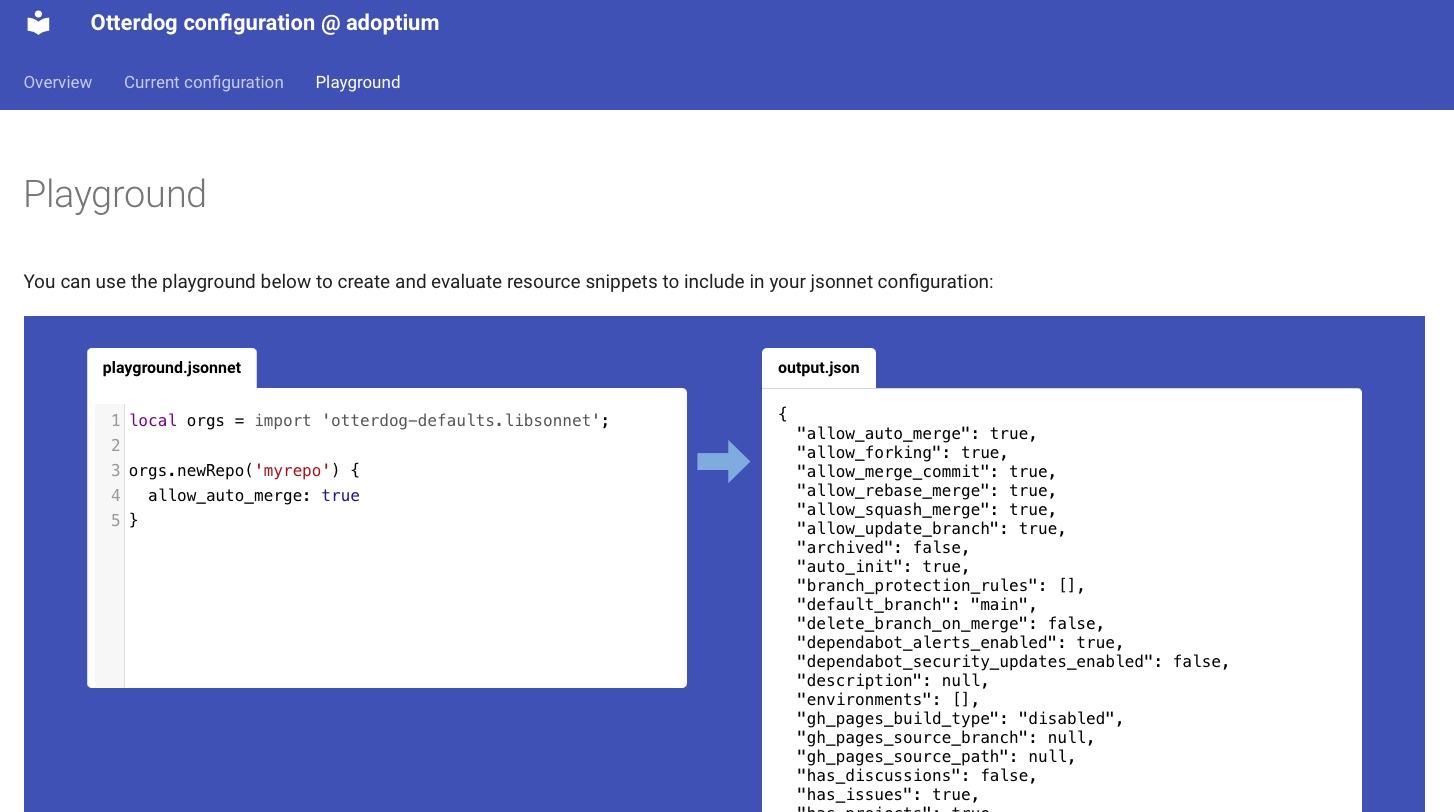 Otterdog configuration @ adoptium
Overview Current configuration Playground
Playground
You can use the playground below to create and evaluate resource snippets to include in your jsonnet configuration:
playground.jsonnet
1 local orgs = import 'otterdog-defaults.libsonnet';
2
3 orgs.newRepo('myrepo') {
4   allow_auto_merge: true
5 }
output.json
{
  "allow_auto_merge": true,
  "allow_forking": true,
  "allow_merge_commit": true,
  "allow_rebase_merge": true,
  "allow_squash_merge": true,
  "allow_update_branch": true,
  "archived": false,
  "auto_init": true,
  "branch_protection_rules": [],
  "default_branch": "main",
  "delete_branch_on_merge": false,
  "dependabot_alerts_enabled": true,
  "dependabot_security_updates_enabled": false,
  "description": null,
  "environments": [],
  "gh_pages_build_type": "disabled",
  "gh_pages_source_branch": null,
  "gh_pages_source_path": null,
  "has_discussions": false,
  "has_issues": true,